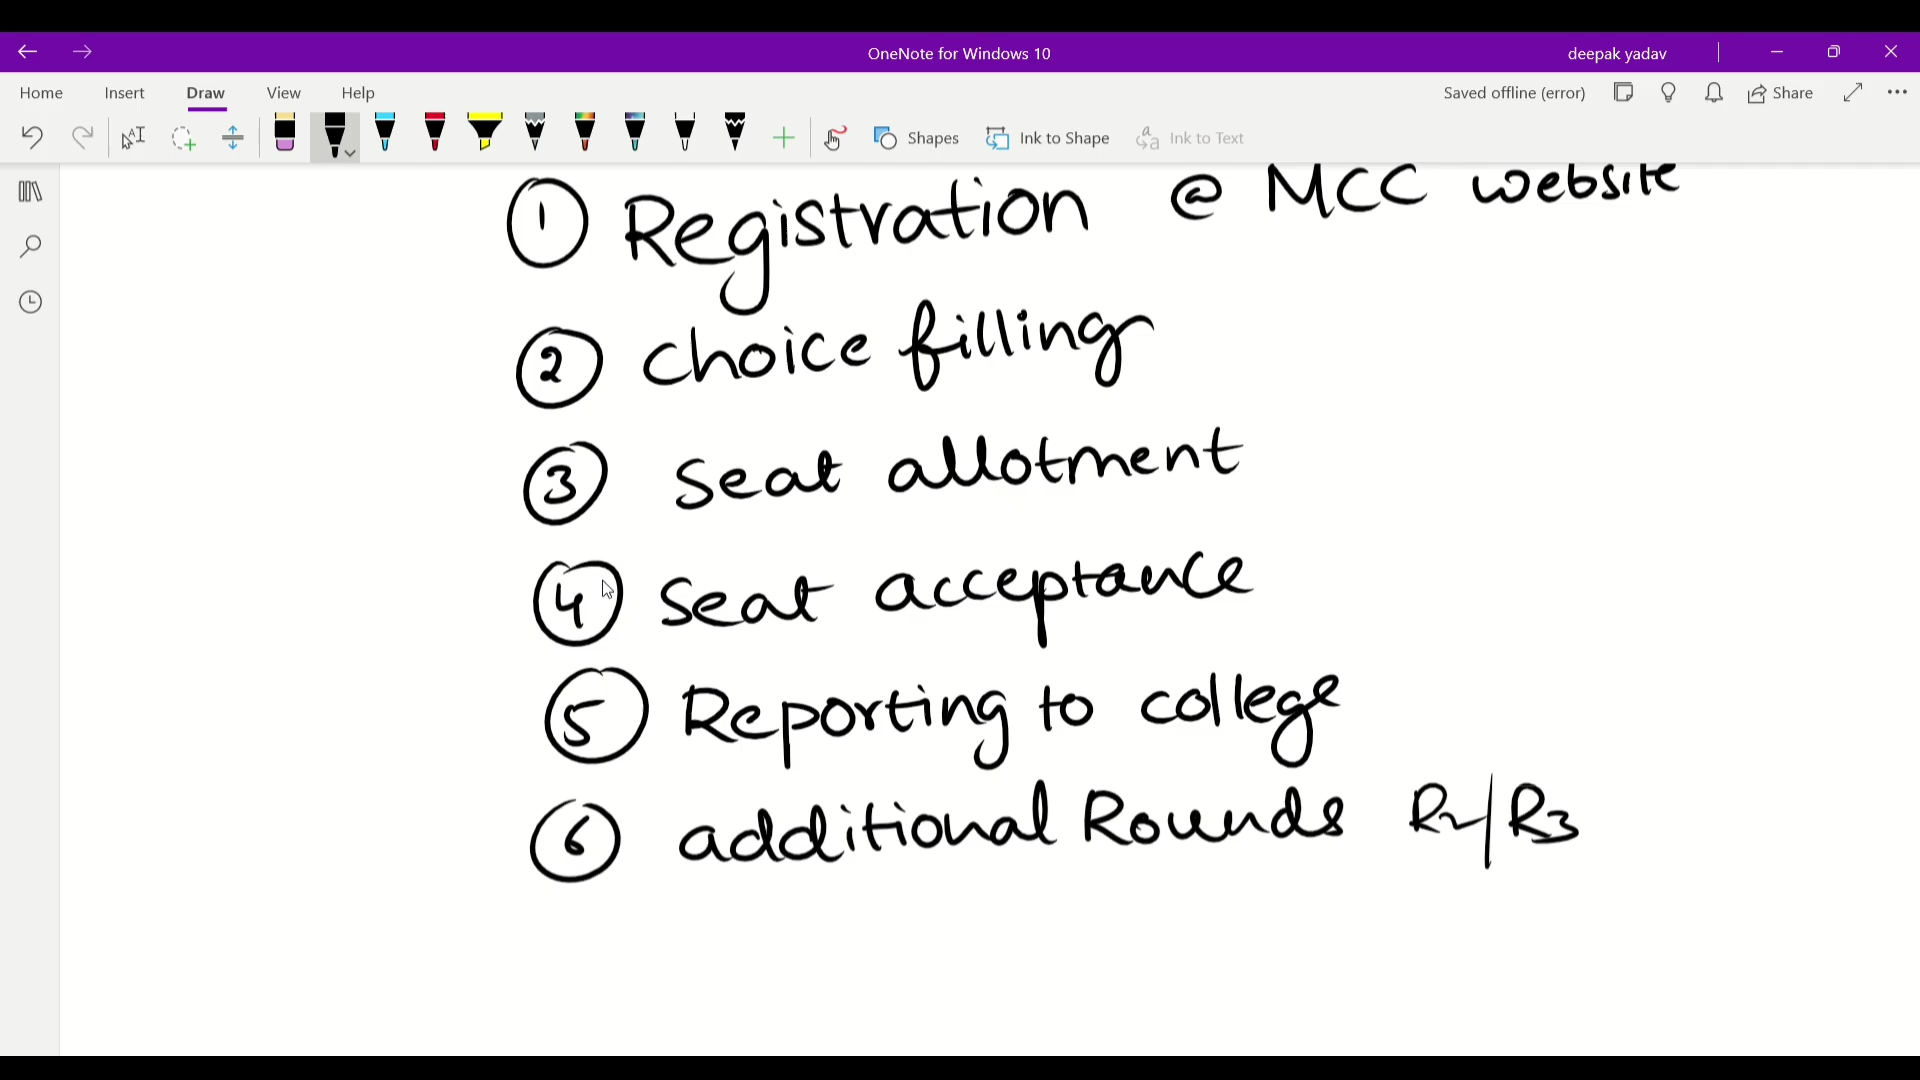 OneNote for Windows 10
deepak yadav
Home Insert Draw View Help
Saved offline (error) Share
Shapes Ink to Shape Ink to Text
1 Registration @ MCC website
2 choice filling
3 Seat allotment
4 Seat acceptance
5 Reporting to college
6 additional Rounds R2/R3